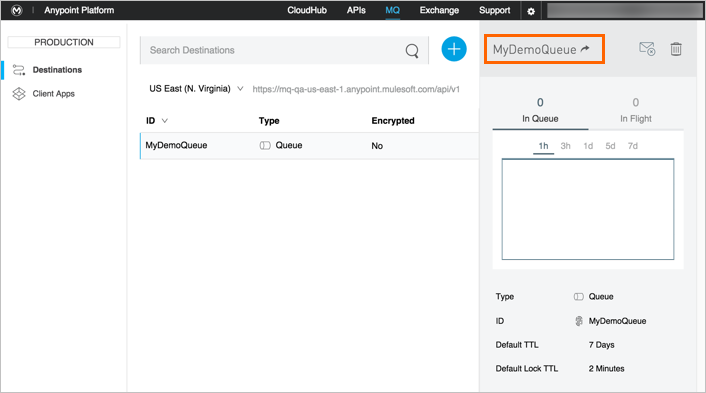 Anypoint Platform
CloudHub APIs MQ Exchange Support
PRODUCTION
Destinations
Client Apps
Search Destinations
US East (N. Virginia) https://mq-qa-us-east-1.anypoint.mulesoft.com/api/v1
ID Type Encrypted
MyDemoQueue Queue No
MyDemoQueue
0 0
In Queue In Flight
1h 3h 1d 5d 7d
Type Queue
ID MyDemoQueue
Default TTL 7 Days
Default Lock TTL 2 Minutes